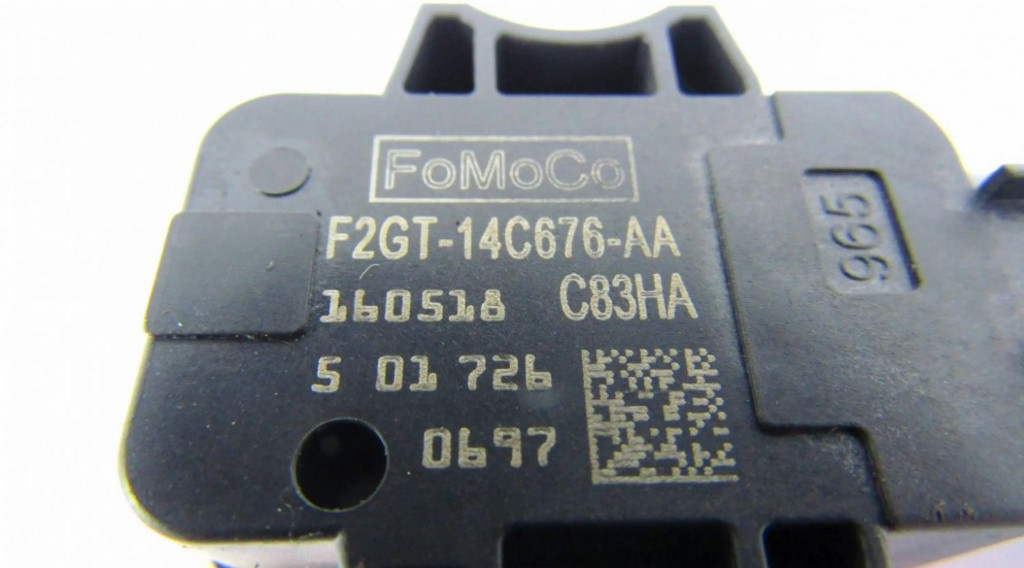 FoMoCo
F2GT-14C676-AA
160518 C83HA
5 01 726
0697
965